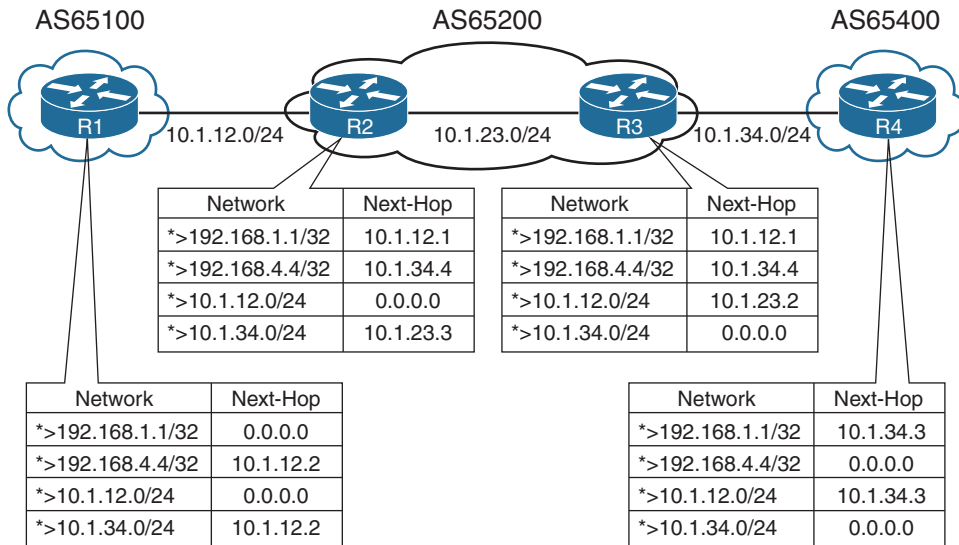 AS65100 AS65200 AS65400
R1 R2 R3 R4
10.1.12.0/24 10.1.23.0/24 10.1.34.0/24
Network Next-Hop
*>192.168.1.1/32 10.1.12.1
*>192.168.4.4/32 10.1.34.4
*>10.1.12.0/24 0.0.0.0
*>10.1.34.0/24 10.1.23.3
Network Next-Hop
*>192.168.1.1/32 10.1.12.1
*>192.168.4.4/32 10.1.34.4
*>10.1.12.0/24 10.1.23.2
*>10.1.34.0/24 0.0.0.0
Network Next-Hop
*>192.168.1.1/32 0.0.0.0
*>192.168.4.4/32 10.1.12.2
*>10.1.12.0/24 0.0.0.0
*>10.1.34.0/24 10.1.12.2
Network Next-Hop
*>192.168.1.1/32 10.1.34.3
*>192.168.4.4/32 0.0.0.0
*>10.1.12.0/24 10.1.34.3
*>10.1.34.0/24 0.0.0.0